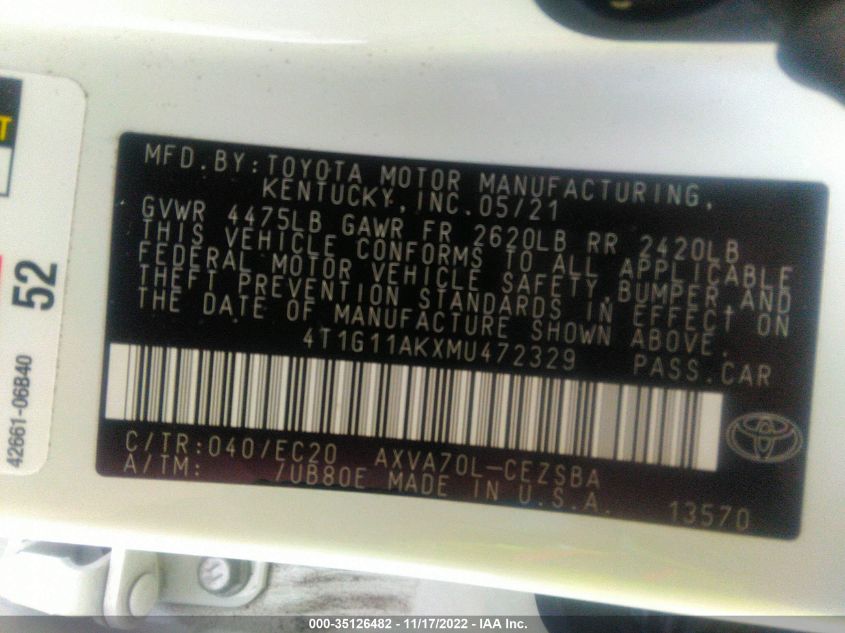 MFD.BY:TOYOTA MOTOR MANUFACTURING,
KENTUCKY,INC.05/21
GVWR 4475LB GAWR FR 2620LB RR 2420LB
THIS VEHICLE CONFORMS TO ALL APPLICABLE
FEDERAL MOTOR VEHICLE SAFETY,BUMPER,AND
THEFT PREVENTION STANDARDS IN EFFECT ON
THE DATE OF MANUFACTURE SHOWN ABOVE.
4T1G11AKXMU472329 PASS.CAR
C/TR:040/EC20 AXVA70L-CEZSBA
A/TM: /UB80E MADE IN U.S.A. 13570
T
52
42661-06B40
000-35126482 - 11/17/2022 - IAA Inc.